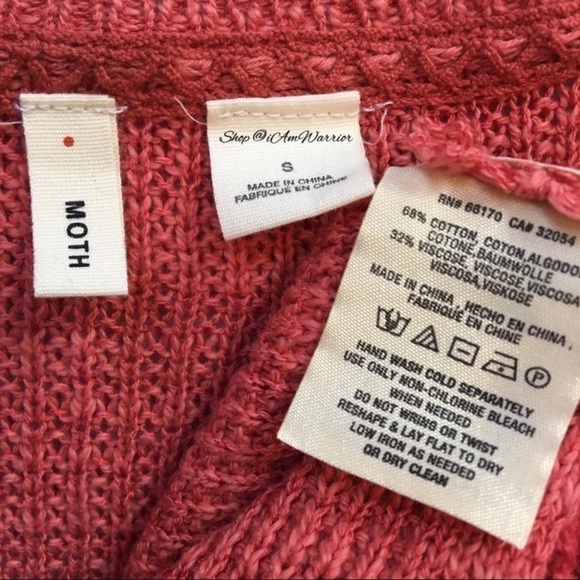 MOTH
Shop @iAmWarrior
S
MADE IN CHINA
FABRIQUE EN CHINE
RN# 66170 CA# 32054
68% COTTON, COTON, ALGODO
COTONE, BAUMWOLLE
32% VISCOSE, VISCOSE, VISCOSA
VISCOSA, VISKOSE
MADE IN CHINA, HECHO EN CHINA,
FABRIQUÉ EN CHINE
P
HAND WASH COLD SEPARATELY
USE ONLY NON-CHLORINE BLEACH
WHEN NEEDED
DO NOT WRING OR TWIST
RESHAPE & LAY FLAT TO DRY
LOW IRON AS NEEDED
OR DRY CLEAN